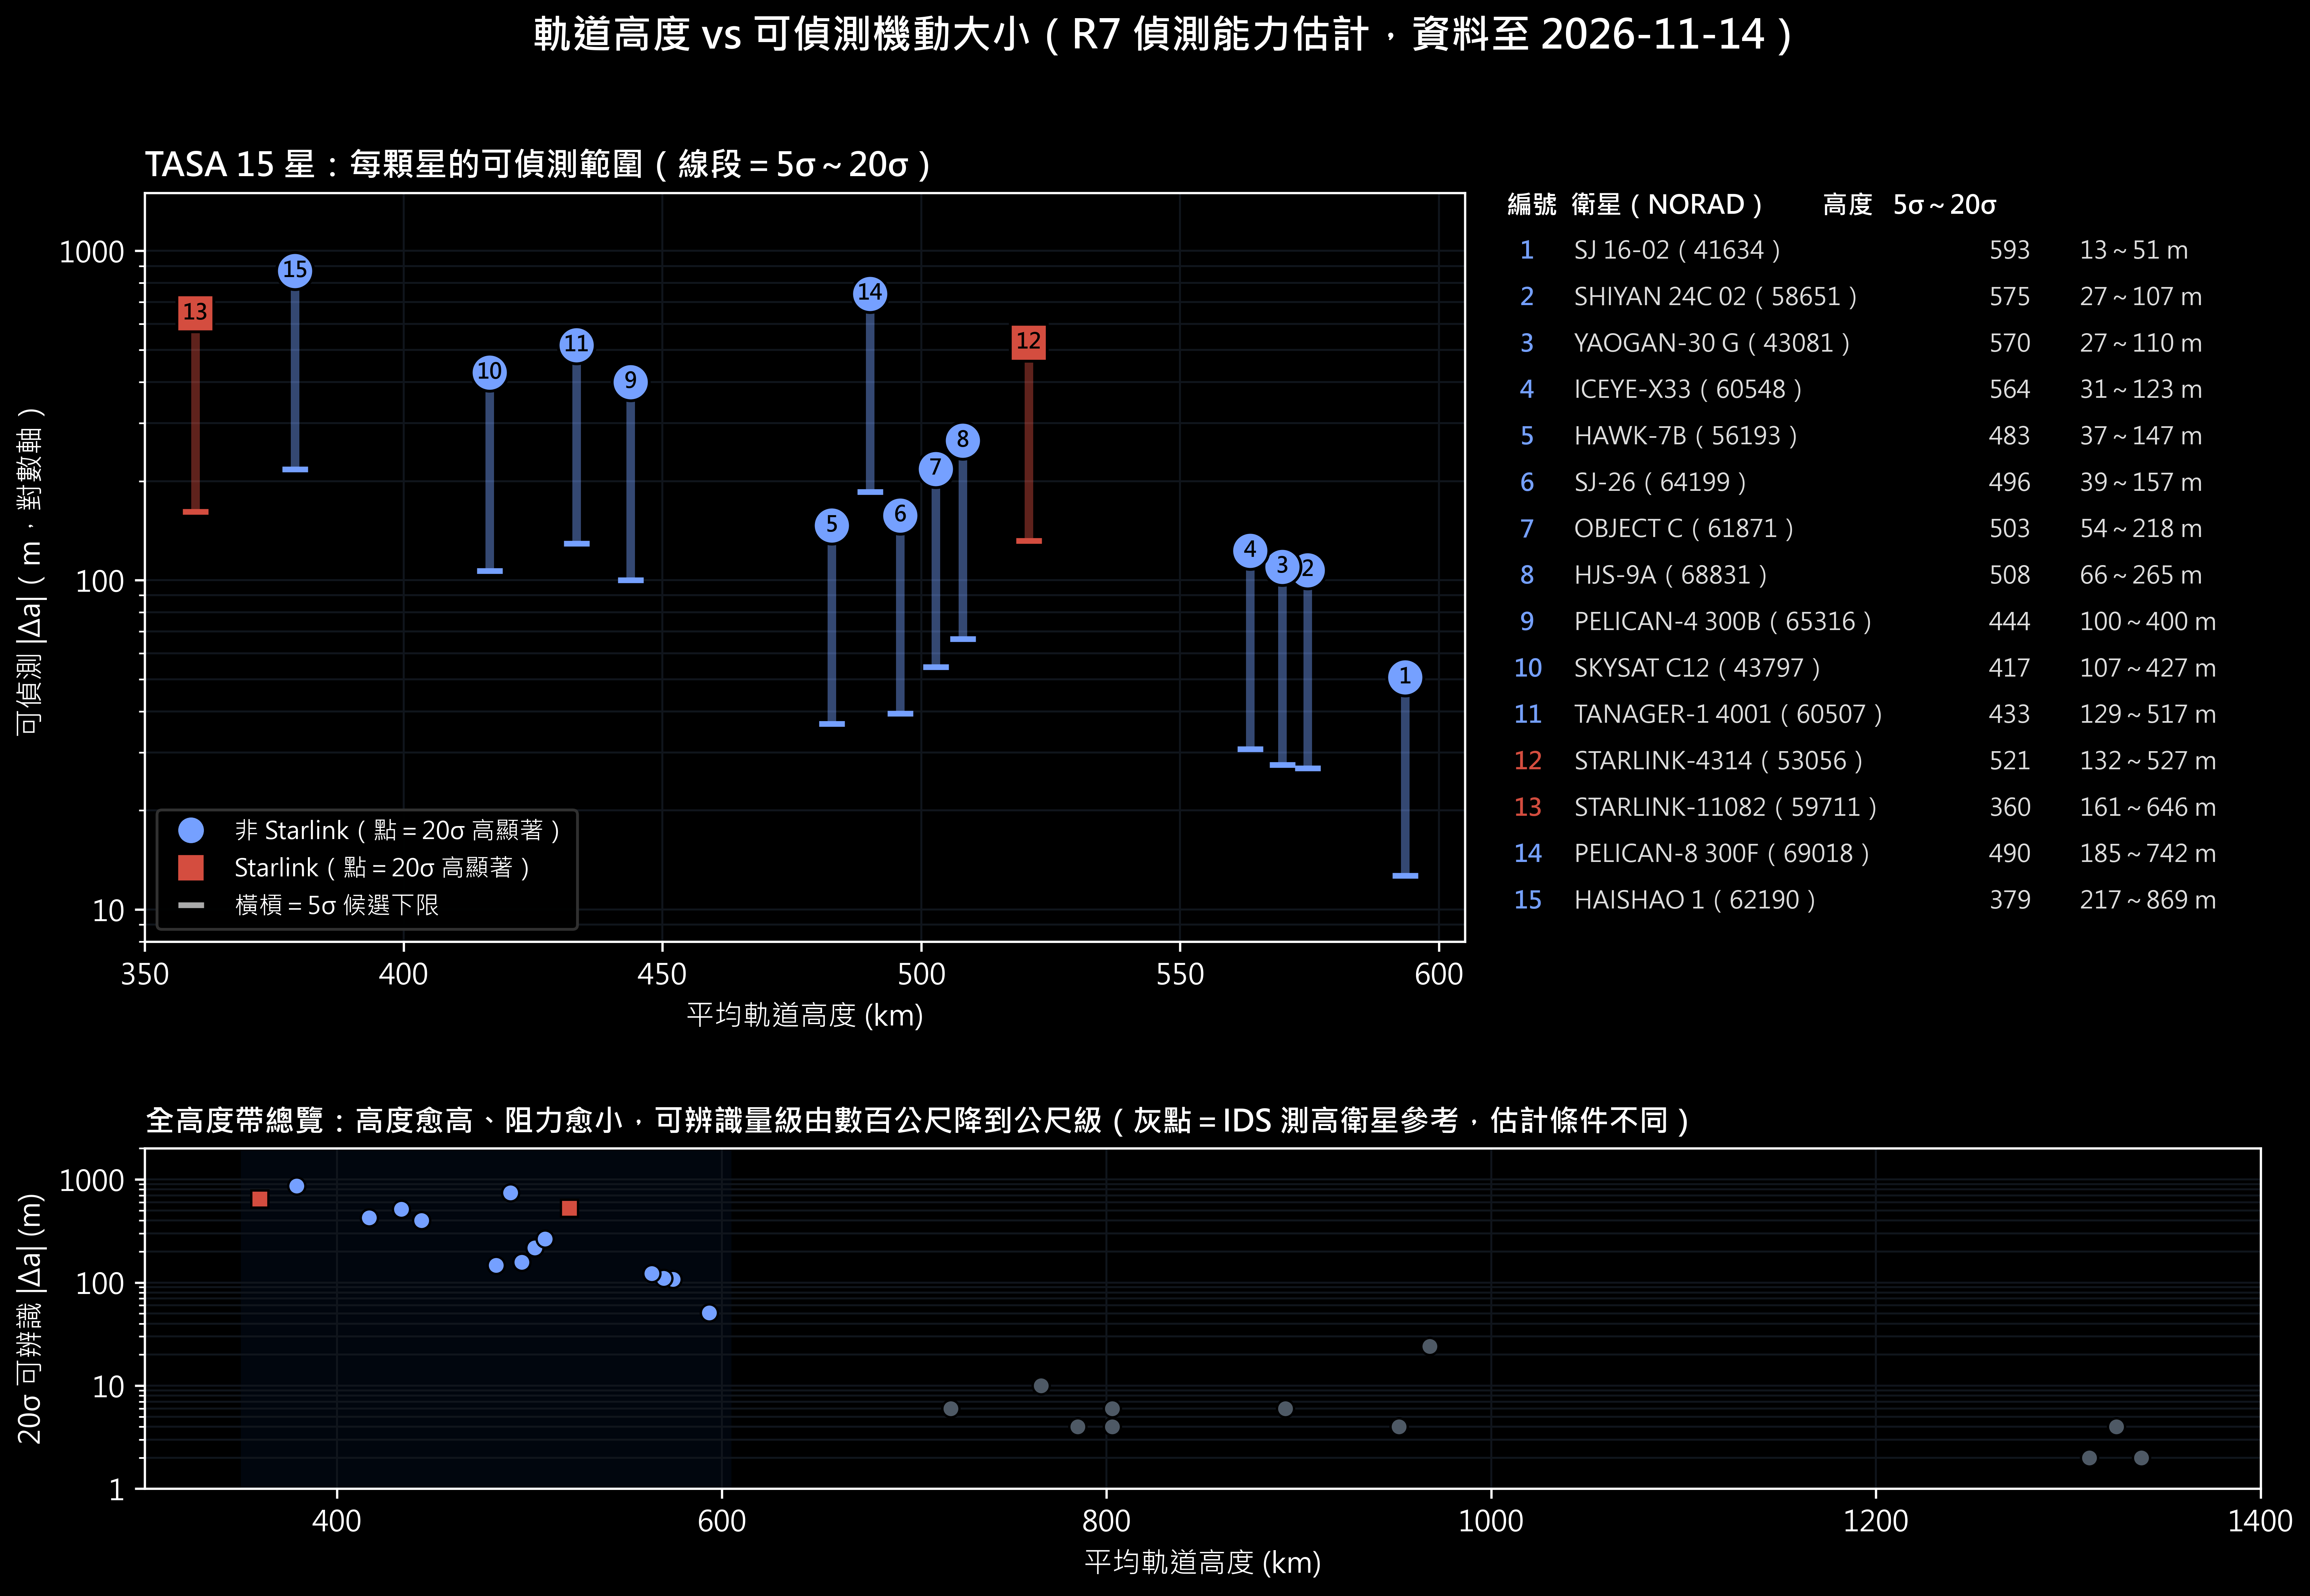 軌道高度 vs 可偵測機動大小（R7 偵測能力估計，資料至 2026-11-14）
TASA 15 星：每顆星的可偵測範圍（線段＝5σ～20σ）
可偵測 |Δa|（m，對數軸）
1000
100
10
13
15
10
11
9
14
5
6
7
8
12
4
3
2
1
非 Starlink（點＝20σ 高顯著）
Starlink（點＝20σ 高顯著）
橫槓＝5σ 候選下限
350 400 450 500 550 600
平均軌道高度 (km)
編號 衛星（NORAD） 高度 5σ～20σ
1 SJ 16-02（41634） 593 13～51 m
2 SHIYAN 24C 02（58651） 575 27～107 m
3 YAOGAN-30 G（43081） 570 27～110 m
4 ICEYE-X33（60548） 564 31～123 m
5 HAWK-7B（56193） 483 37～147 m
6 SJ-26（64199） 496 39～157 m
7 OBJECT C（61871） 503 54～218 m
8 HJS-9A（68831） 508 66～265 m
9 PELICAN-4 300B（65316） 444 100～400 m
10 SKYSAT C12（43797） 417 107～427 m
11 TANAGER-1 4001（60507） 433 129～517 m
12 STARLINK-4314（53056） 521 132～527 m
13 STARLINK-11082（59711） 360 161～646 m
14 PELICAN-8 300F（69018） 490 185～742 m
15 HAISHAO 1（62190） 379 217～869 m
全高度帶總覽：高度愈高、阻力愈小，可辨識量級由數百公尺降到公尺級（灰點＝IDS 測高衛星參考，估計條件不同）
20σ 可辨識 |Δa| (m)
1000
100
10
1
400 600 800 1000 1200 1400
平均軌道高度 (km)